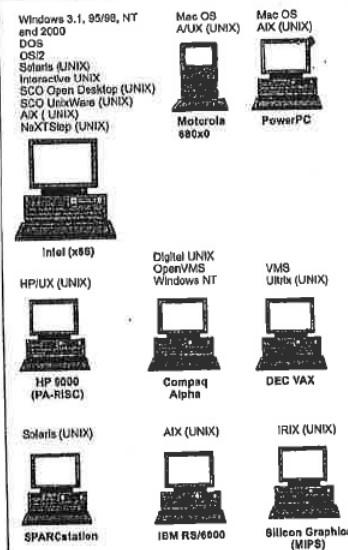 Windows 3.1, 95/98, NT
and 2000
DOS
OS/2
Solaris (UNIX)
Interactive UNIX
SCO Open Desktop (UNIX)
SCO UnixWare (UNIX)
AIX ( UNIX)
NeXTStep (UNIX)
Intel (x86)
Mac OS
A/UX (UNIX)
Motorola
680x0
Mac OS
AIX (UNIX)
PowerPC
HP/UX (UNIX)
HP 9000
(PA-RISC)
Digital UNIX
OpenVMS
Windows NT
Compaq
Alpha
VMS
Ultrix (UNIX)
DEC VAX
Solaris (UNIX)
SPARCstation
AIX (UNIX)
IBM RS/6000
IRIX (UNIX)
Silicon Graphics
(MIPS)